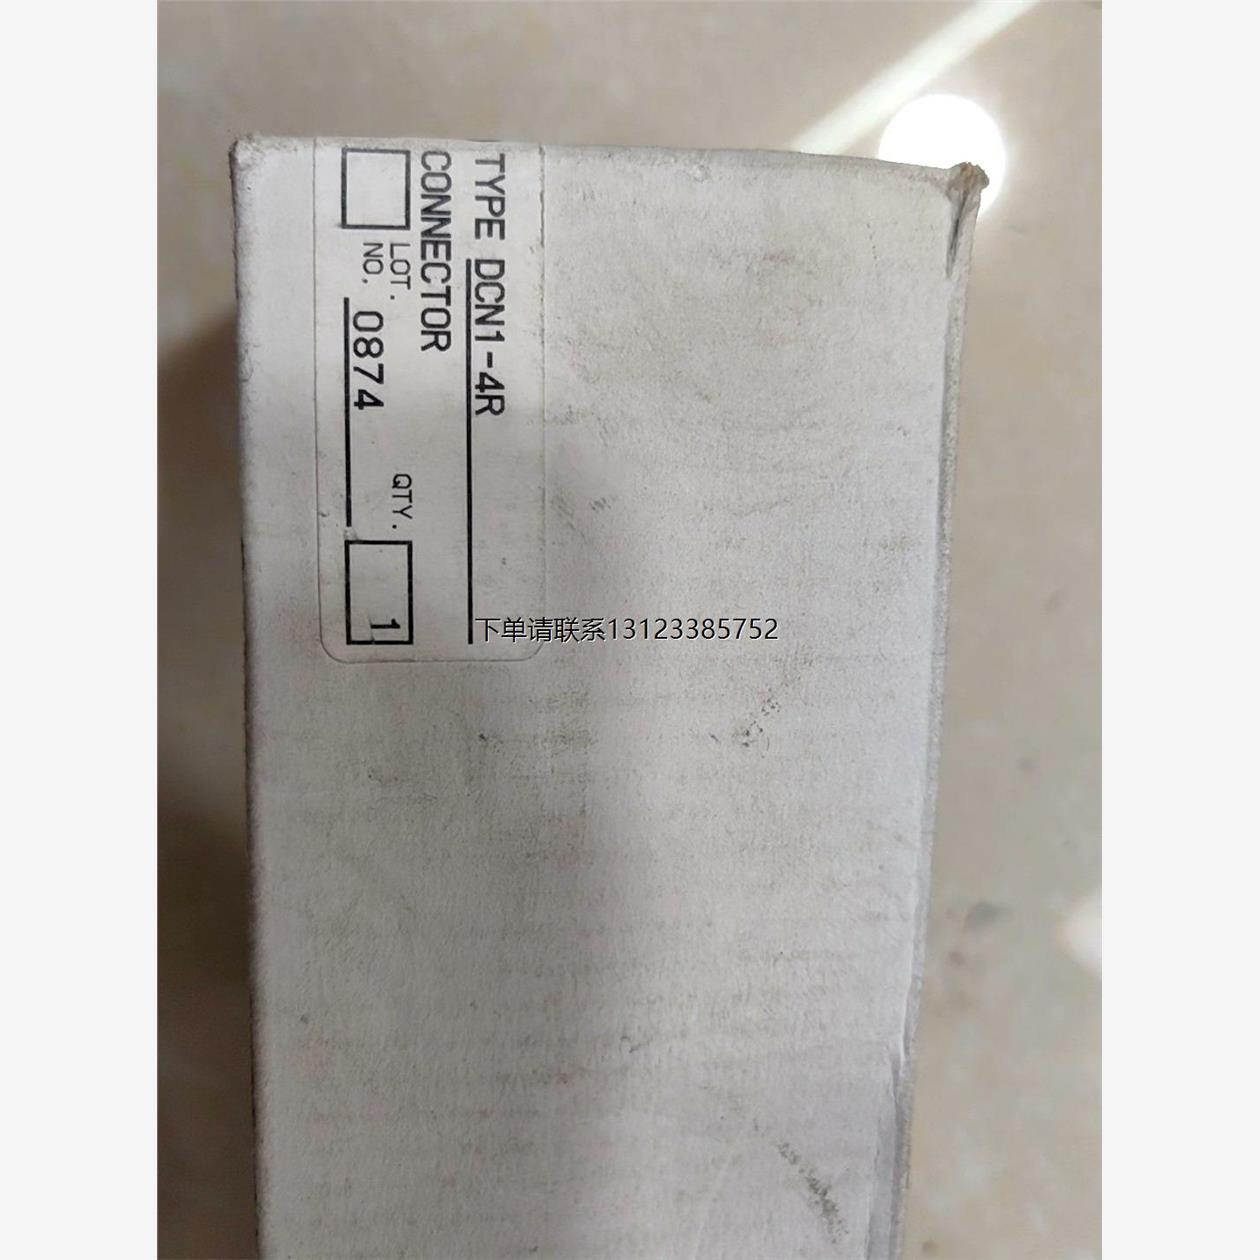 TYPE DCN1-4R
CONNECTOR
LOT. NO. 0874 QTY. 1
下单请联系13123385752